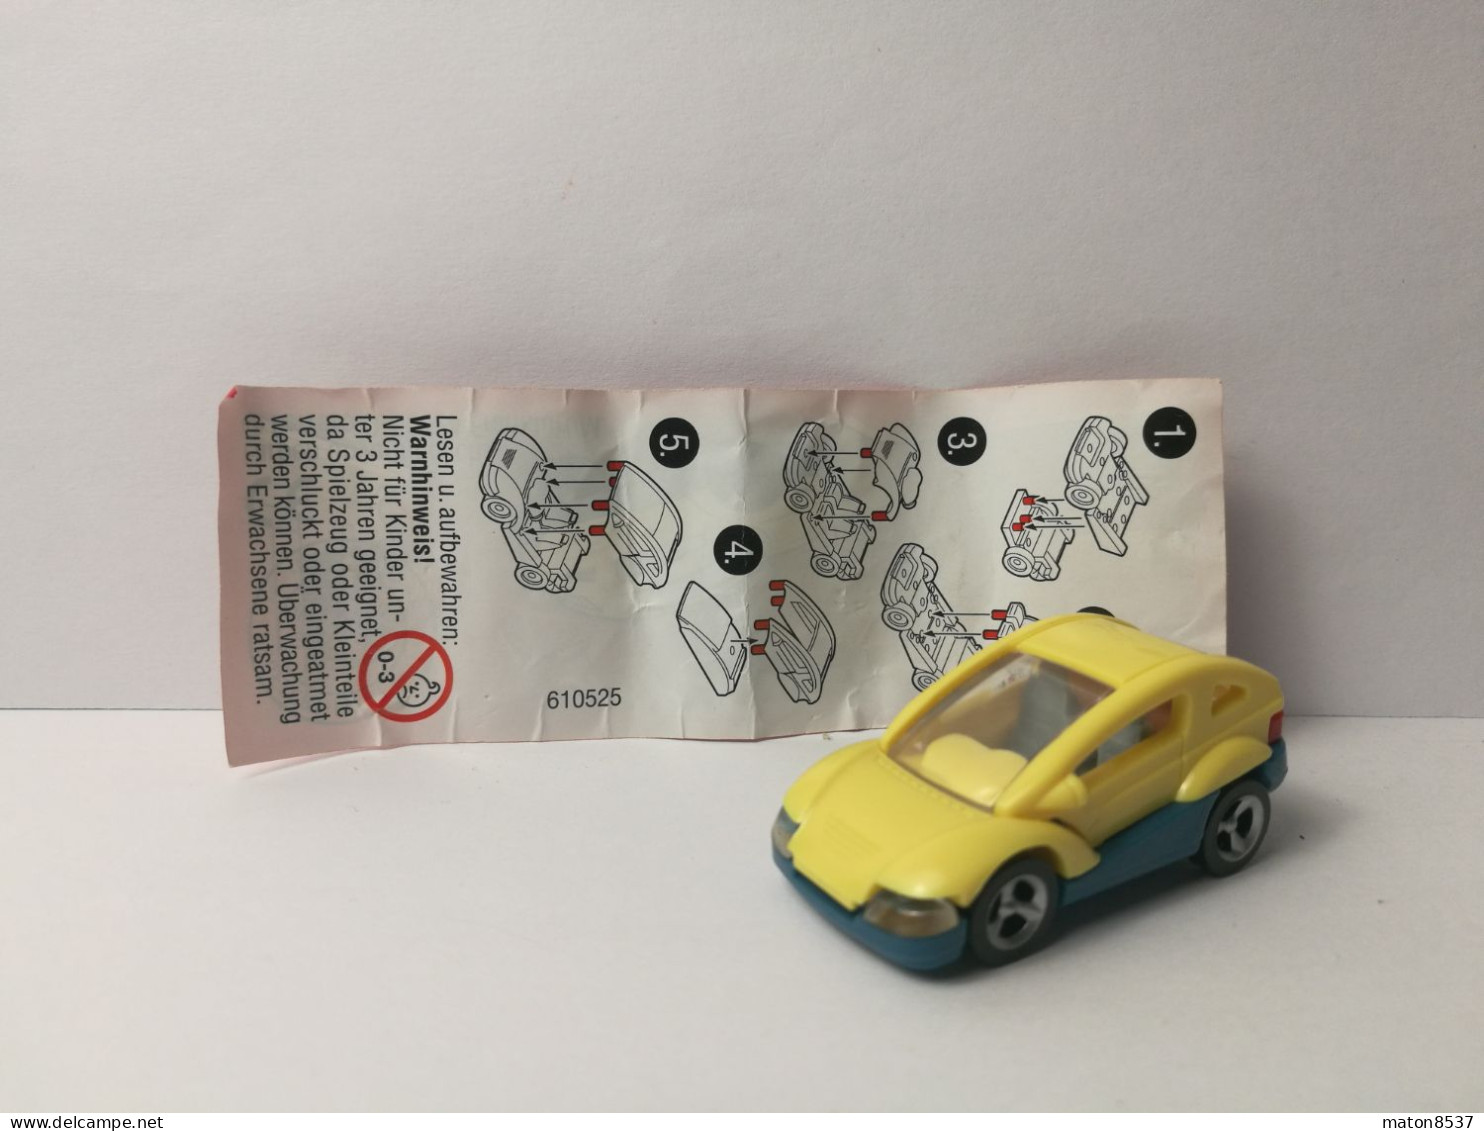 1.
3.
4.
5.
610525
Lesen u. aufbewahren:
Warnhinweis!
Nicht für Kinder un-
ter 3 Jahren geeignet,
da Spielzeug oder Kleinteile
verschluckt oder eingeatmet
werden können. Überwachung
durch Erwachsene ratsam.
0-3
www.delcampe.net
maton8537